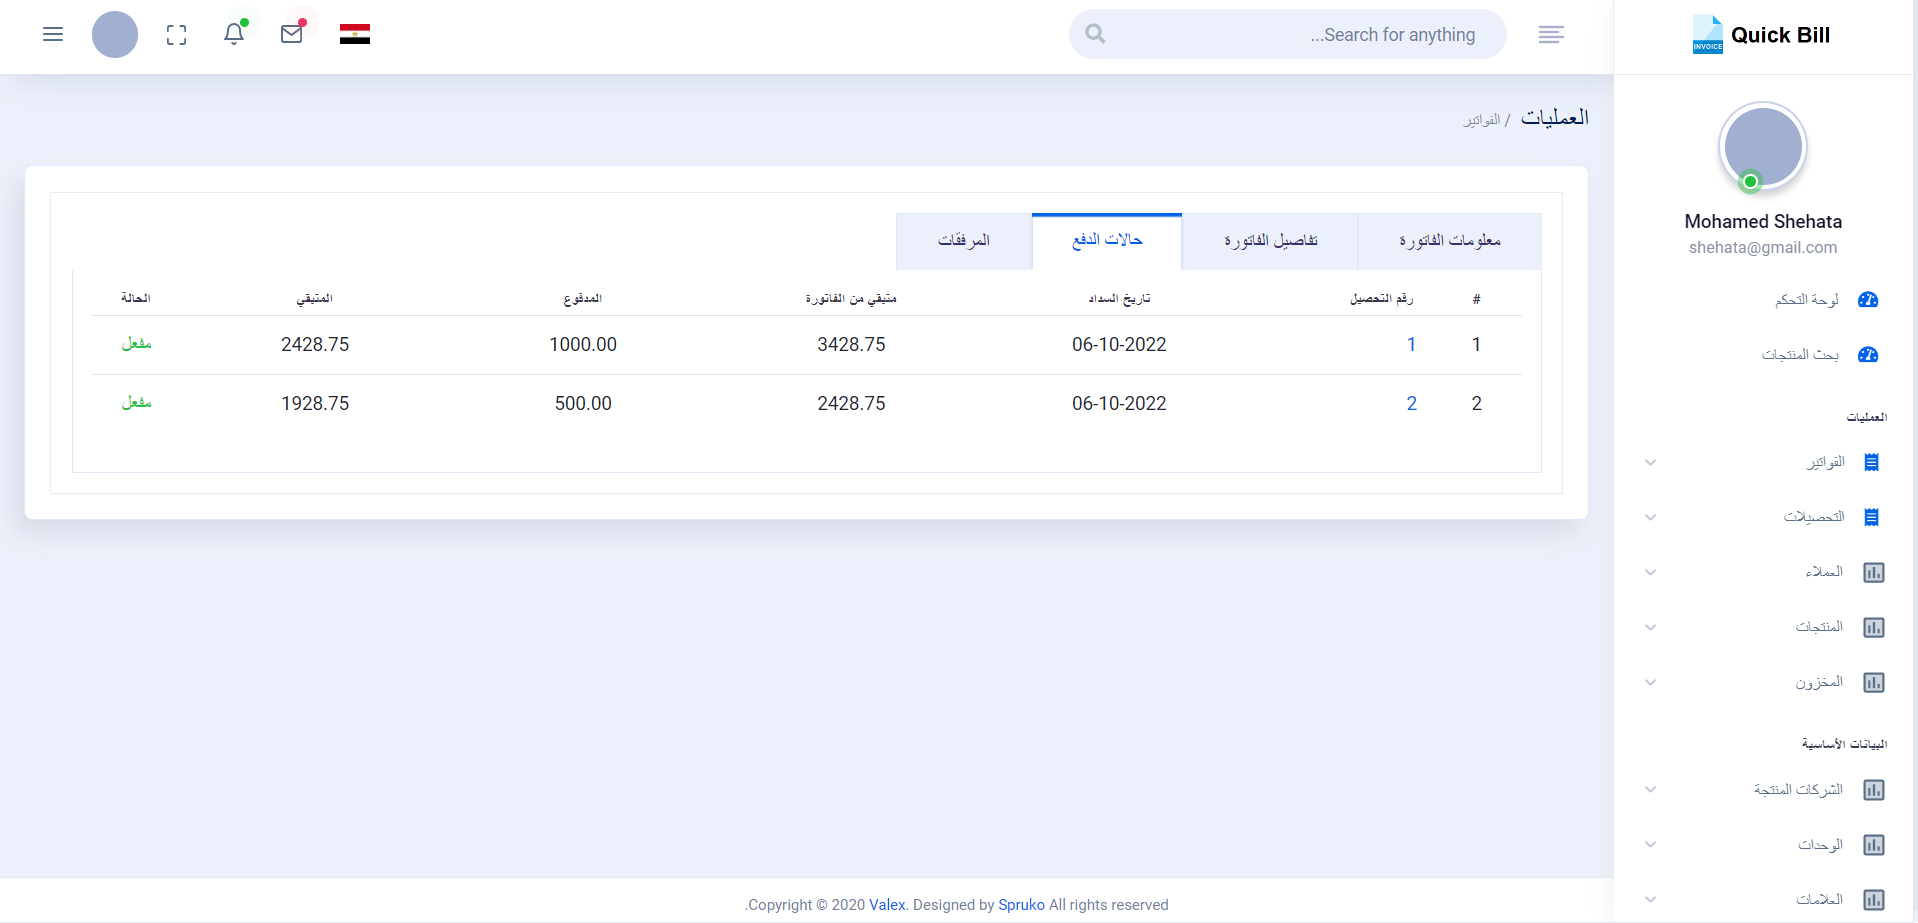 Quick Bill
INVOICE
Search for anything...
Mohamed Shehata
shehata@gmail.com
لوحة التحكم
بحث المنتجات
العمليات
الفواتير
التحصيلات
العملاء
المنتجات
المخزون
البيانات الأساسية
الشركات المنتجة
الوحدات
العلامات
العمليات / الفواتير
معلومات الفاتورة تفاصيل الفاتورة حالات الدفع المرفقات
# رقم التحصيل تاريخ السداد متبقي من الفاتورة المدفوع المتبقي الحالة
1 1 06-10-2022 3428.75 1000.00 2428.75 مفعل
2 2 06-10-2022 2428.75 500.00 1928.75 مفعل
.Copyright © 2020 Valex. Designed by Spruko All rights reserved